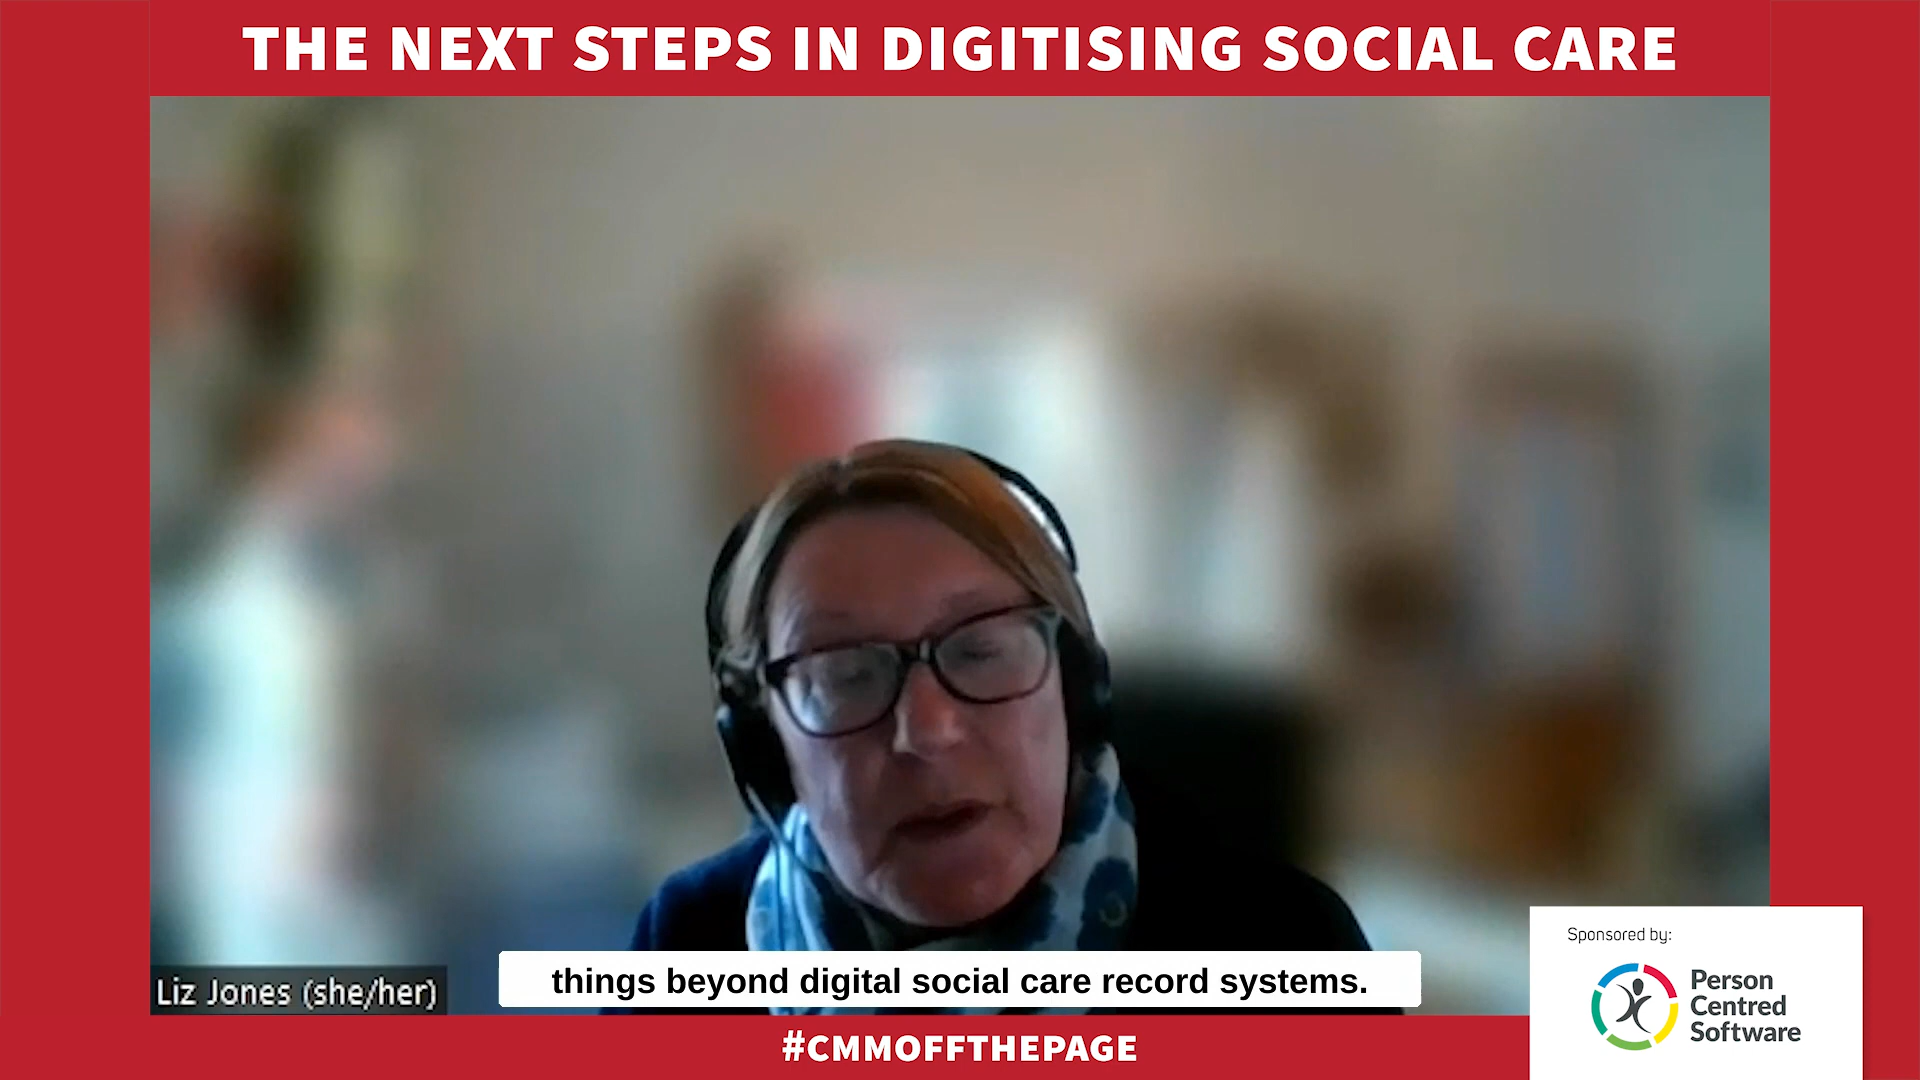 THE NEXT STEPS IN DIGITISING SOCIAL CARE
Liz Jones (she/her)
things beyond digital social care record systems.
#CMMOFFTHEPAGE
Sponsored by:
Person
Centred
Software